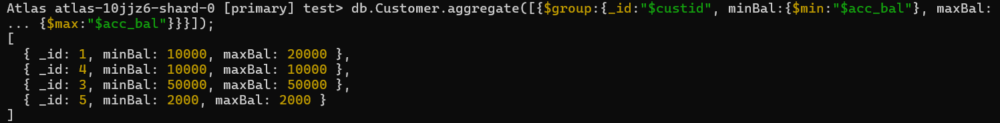 Atlas atlas-10jjz6-shard-0 [primary] test> db.Customer.aggregate([{$group:{_id:"$custid", minBal:{$min:"$acc_bal"}, maxBal:
... {$max:"$acc_bal"}}}]);
[
  { _id: 1, minBal: 10000, maxBal: 20000 },
  { _id: 4, minBal: 10000, maxBal: 10000 },
  { _id: 3, minBal: 50000, maxBal: 50000 },
  { _id: 5, minBal: 2000, maxBal: 2000 }
]